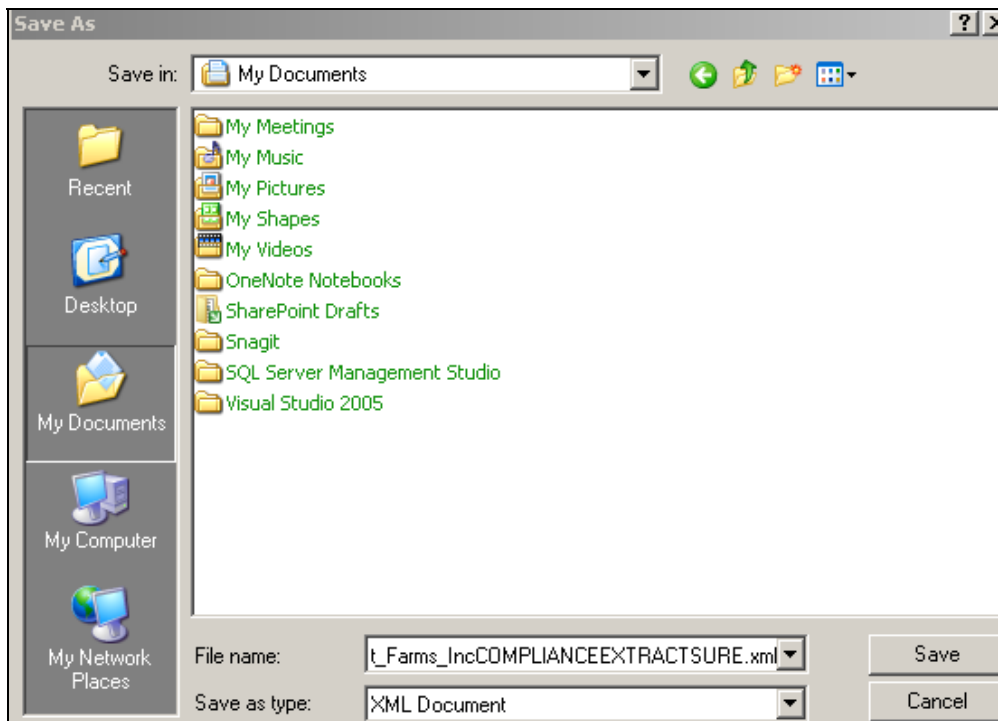 Save As
?
Save in:
My Documents
Recent
Desktop
My Documents
My Computer
My Network
Places
My Meetings
My Music
My Pictures
My Shapes
My Videos
OneNote Notebooks
SharePoint Drafts
Snagit
SQL Server Management Studio
Visual Studio 2005
File name:
t_Farms_IncCOMPLIANCEEXTRACTSURE.xml
Save
Save as type:
XML Document
Cancel